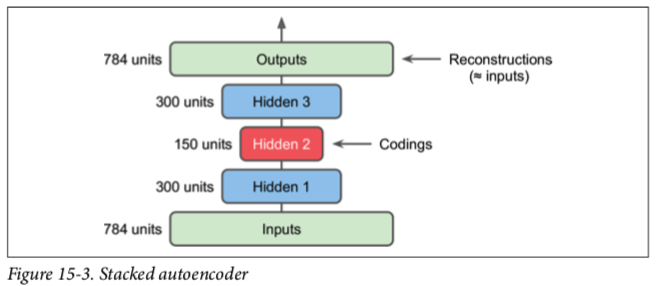 784 units Outputs Reconstructions
(≈ inputs)
300 units Hidden 3
150 units Hidden 2 Codings
300 units Hidden 1
784 units Inputs
Figure 15-3. Stacked autoencoder